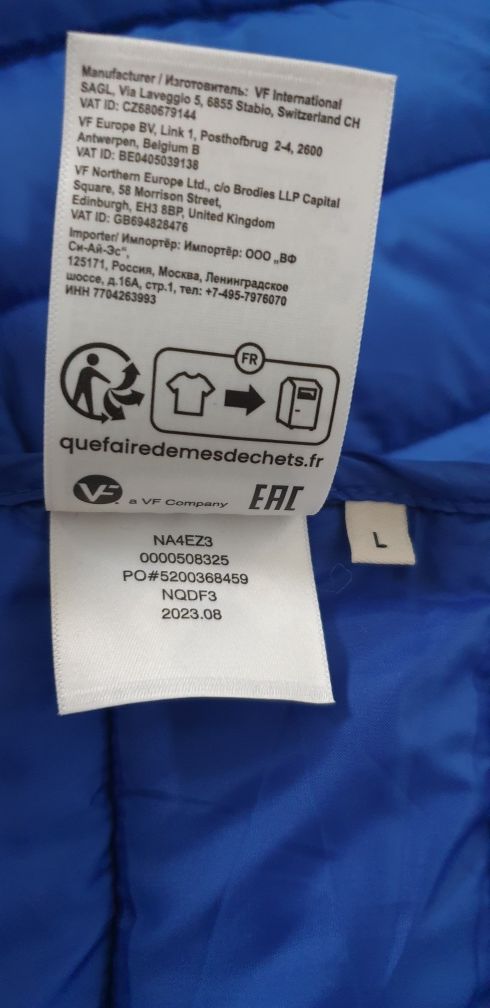 Manufacturer / Изготовитель: VF International
SAGL, Via Laveggio 5, 6855 Stabio, Switzerland CH
VAT ID: CZ680679144
VF Europe BV, Link 1, Posthofbrug 2-4, 2600
Antwerpen, Belgium B
VAT ID: BE0405039138
VF Northern Europe Ltd., c/o Brodies LLP Capital
Square, 58 Morrison Street,
Edinburgh, EH3 8BP, United Kingdom
VAT ID: GB694828476
Importer/ Импортёр: Импортёр: ООО „ВФ
Си-Ай-Эс“,
125171, Россия, Москва, Ленинградское
шоссе, д.16А, стр.1, тел: +7-495-7976070
ИНН 7704263993
FR
quefairedemesdechets.fr
VF a VF Company EAC
NA4EZ3
0000508325
PO#5200368459
NQDF3
2023.08
L